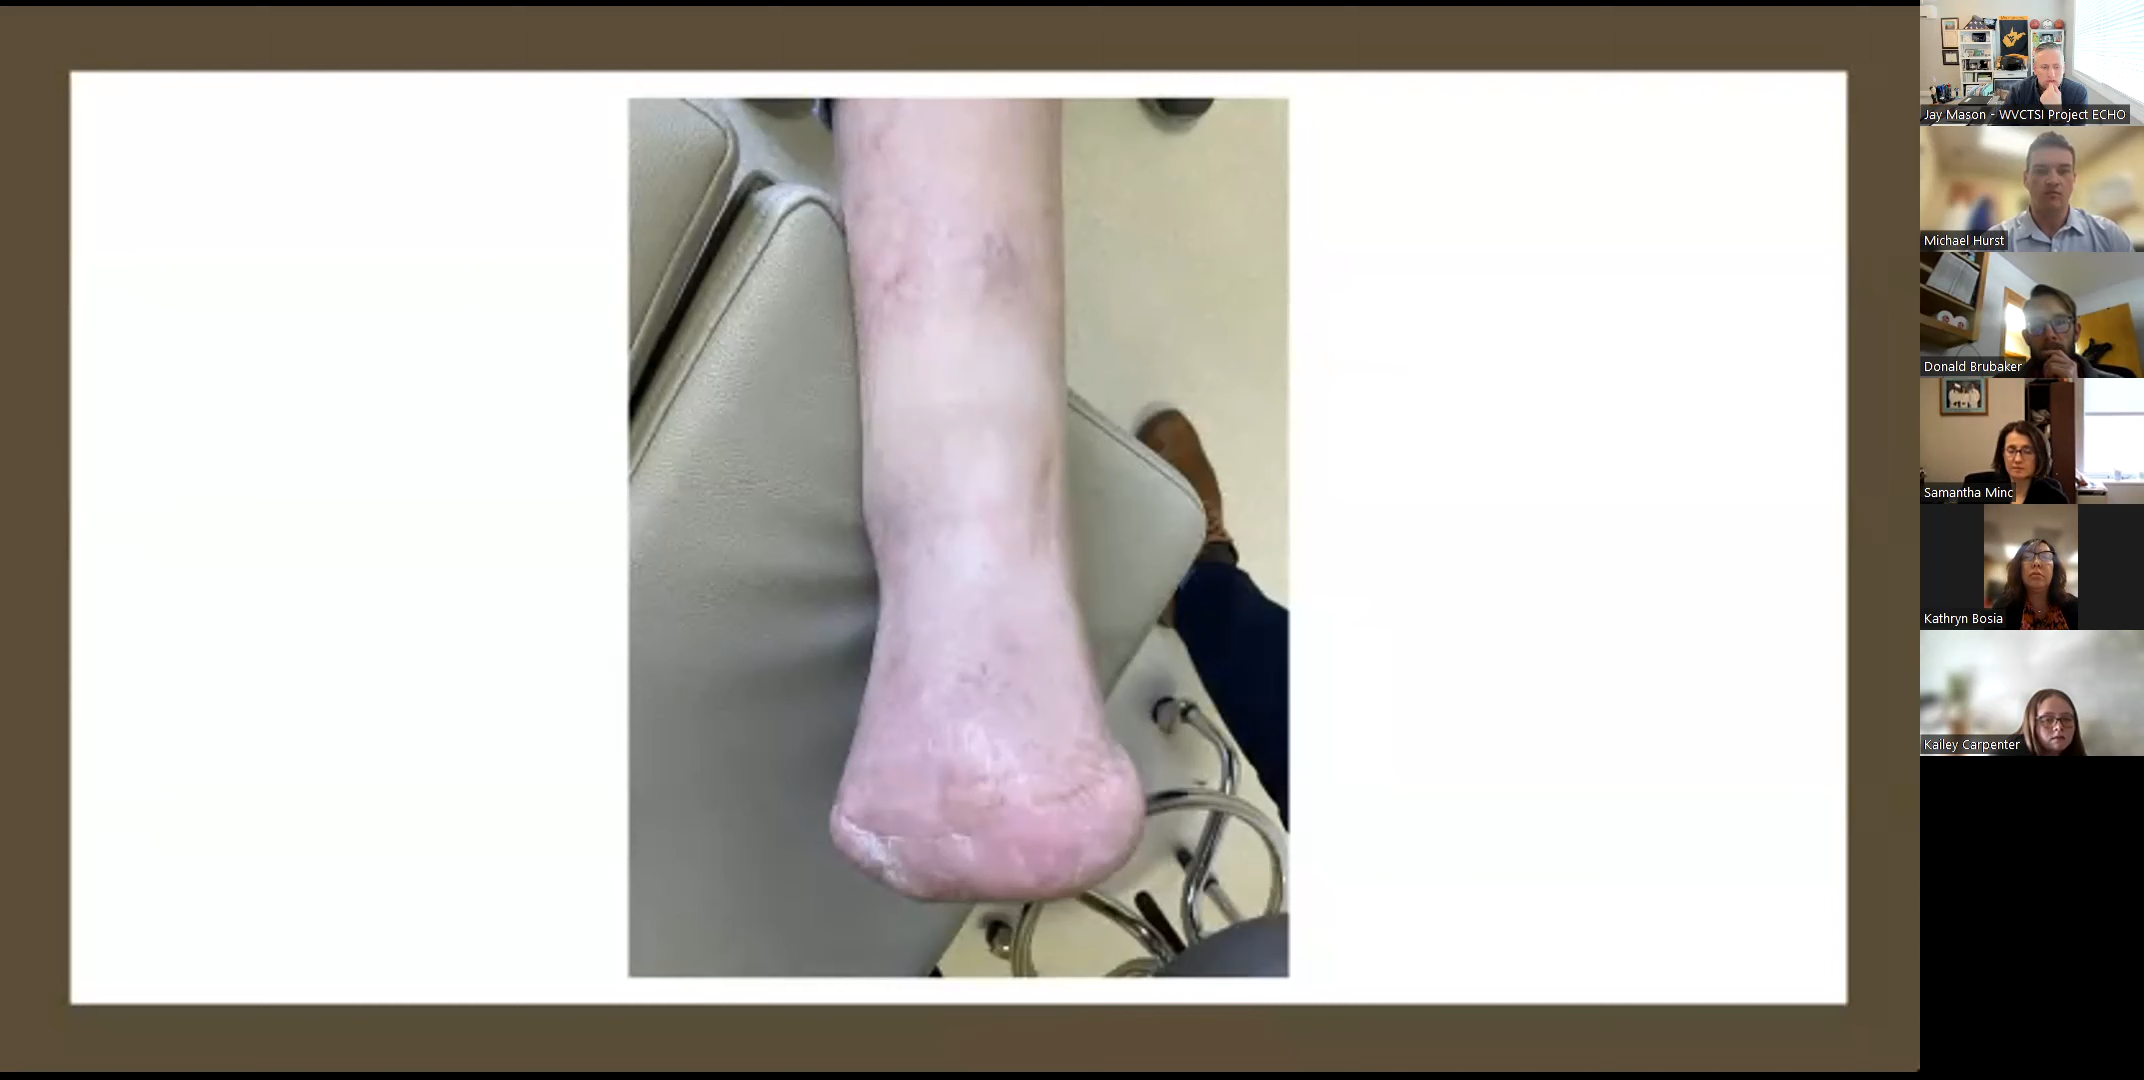 Jay Mason - WVCTSI Project ECHO
Michael Hurst
Donald Brubaker
Samantha Minc
Kathryn Bosia
Kailey Carpenter